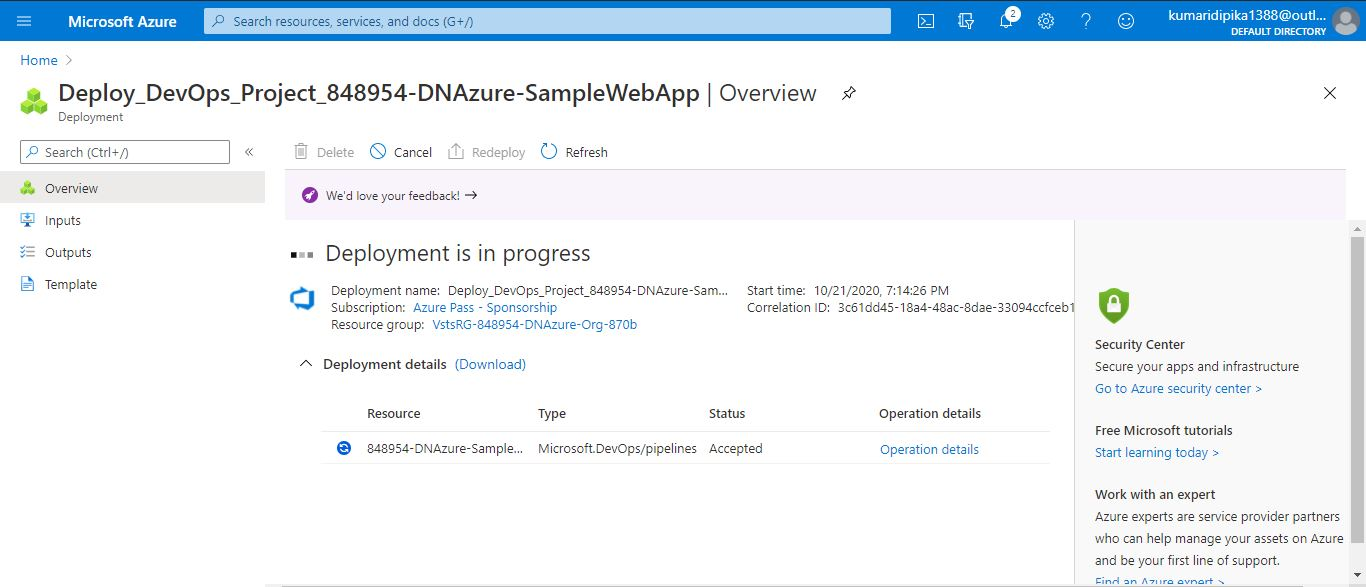 Microsoft Azure
Search resources, services, and docs (G+/)
2
kumaridipika1388@outl...
DEFAULT DIRECTORY
Home
Deploy_DevOps_Project_848954-DNAzure-SampleWebApp | Overview
Deployment
Search (Ctrl+/)
«
Delete
Cancel
Redeploy
Refresh
Overview
Inputs
Outputs
Template
We'd love your feedback! →
Deployment is in progress
Deployment name: Deploy_DevOps_Project_848954-DNAzure-Sam...
Subscription: Azure Pass - Sponsorship
Resource group: VstsRG-848954-DNAzure-Org-870b
Start time: 10/21/2020, 7:14:26 PM
Correlation ID: 3c61dd45-18a4-48ac-8dae-33094ccfceb1
Deployment details (Download)
Resource Type Status Operation details
848954-DNAzure-Sample... Microsoft.DevOps/pipelines Accepted Operation details
Security Center
Secure your apps and infrastructure
Go to Azure security center >
Free Microsoft tutorials
Start learning today >
Work with an expert
Azure experts are service provider partners
who can help manage your assets on Azure
and be your first line of support.
Find an Azure expert >